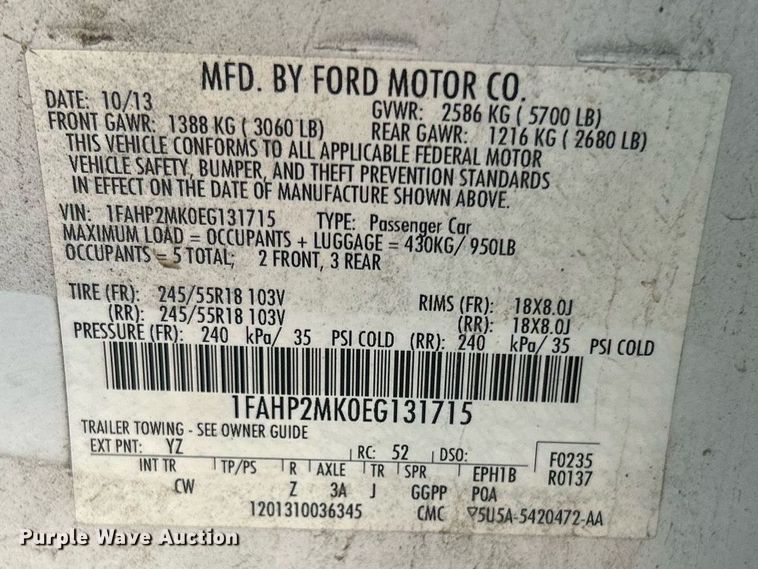 MFD. BY FORD MOTOR CO.
DATE: 10/13 GVWR: 2586 KG ( 5700 LB)
FRONT GAWR: 1388 KG ( 3060 LB) REAR GAWR: 1216 KG ( 2680 LB)
THIS VEHICLE CONFORMS TO ALL APPLICABLE FEDERAL MOTOR
VEHICLE SAFETY, BUMPER, AND THEFT PREVENTION STANDARDS
IN EFFECT ON THE DATE OF MANUFACTURE SHOWN ABOVE.
VIN: 1FAHP2MK0EG131715 TYPE: Passenger Car
MAXIMUM LOAD = OCCUPANTS + LUGGAGE = 430KG/ 950LB
OCCUPANTS = 5 TOTAL; 2 FRONT, 3 REAR
TIRE (FR): 245/55R18 103V RIMS (FR): 18X8.0J
(RR): 245/55R18 103V (RR): 18X8.0J
PRESSURE (FR): 240 kPa/ 35 PSI COLD (RR): 240 kPa/ 35 PSI COLD
1FAHP2MK0EG131715
TRAILER TOWING - SEE OWNER GUIDE
EXT PNT: YZ RC: 52 DSO: F0235
INT TR TP/PS R AXLE TR SPR EPH1B R0137
CW Z 3A J GGPP POA
1201310036345 CMC ▽5U5A-5420472-AA
Purple Wave Auction